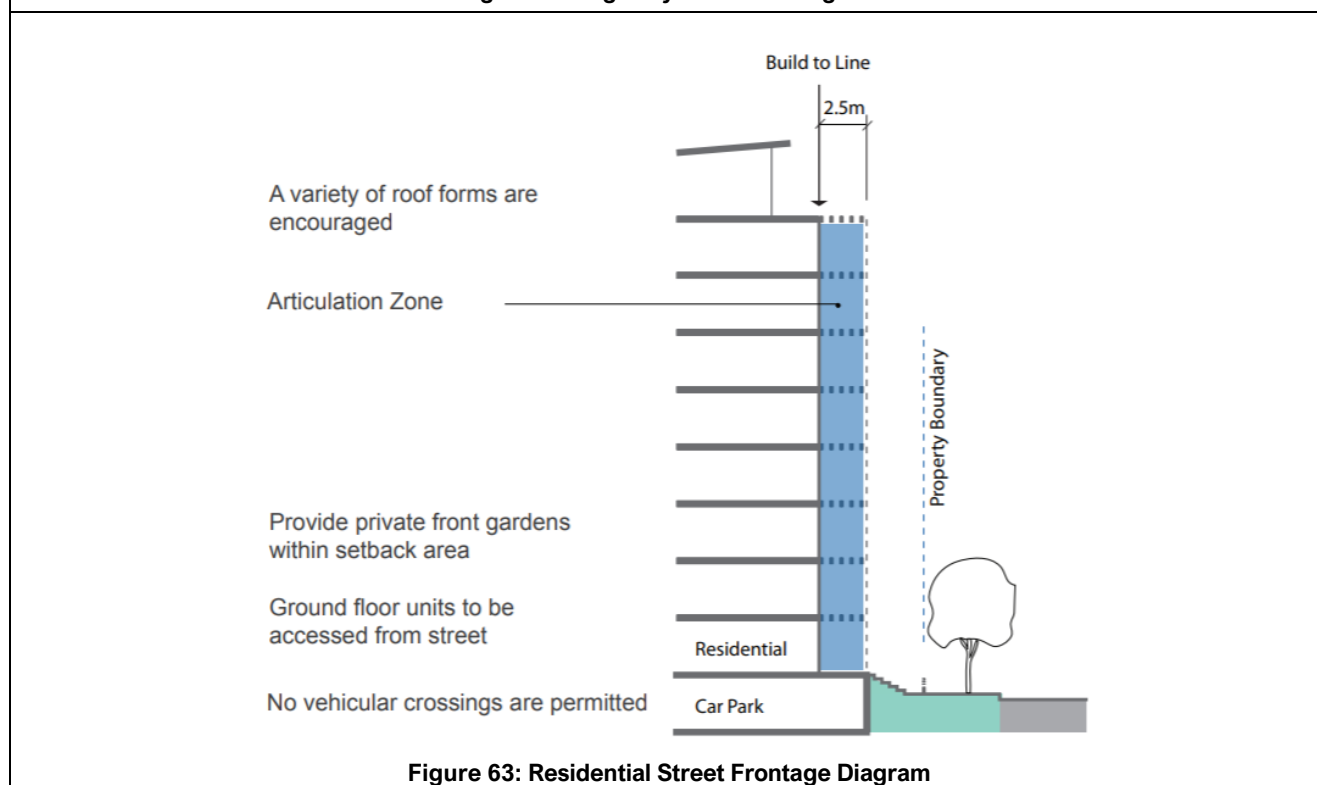 Build to Line
2.5m
A variety of roof forms are
encouraged
Articulation Zone
Property Boundary
Provide private front gardens
within setback area
Ground floor units to be
accessed from street
Residential
No vehicular crossings are permitted
Car Park
Figure 63: Residential Street Frontage Diagram